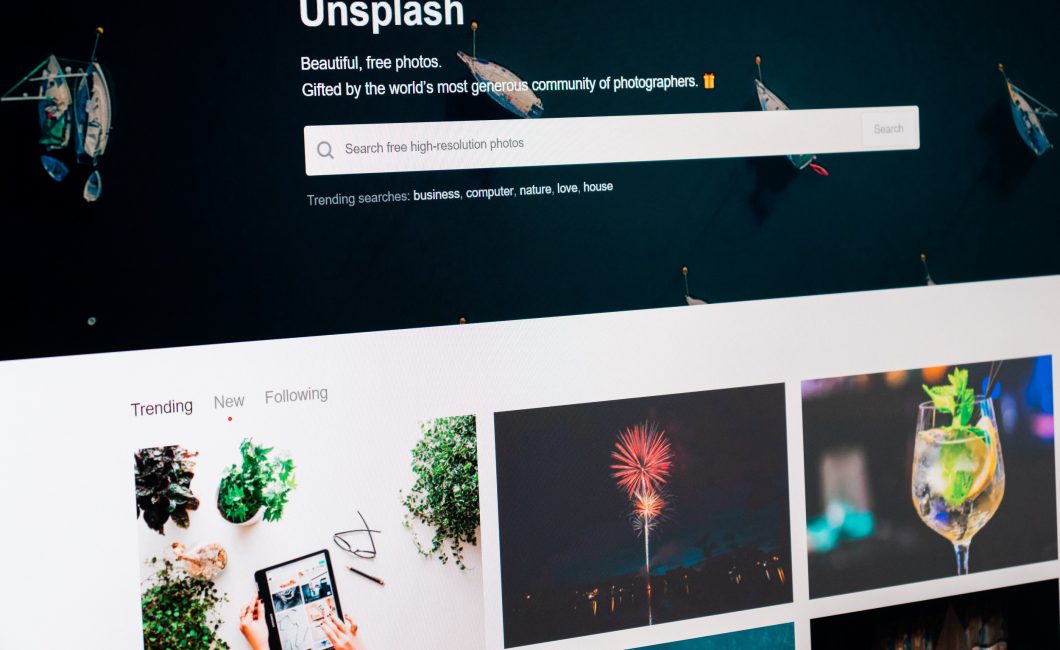 Unsplash
Beautiful, free photos.
Gifted by the world's most generous community of photographers. 🎁
Search free high-resolution photos
Search
Trending searches: business, computer, nature, love, house
Trending
New
Following